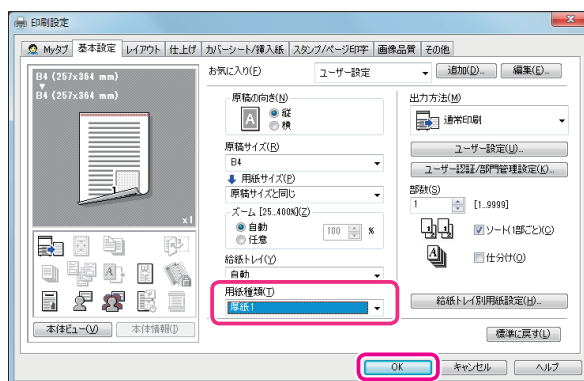 印刷設定
Myタブ 基本設定 レイアウト 仕上げ カバーシート/挿入紙 スタンプ/ページ印字 画像品質 その他
B4 (257x364 mm)
B4 (257x364 mm)
x1
本体ビュー(V) 本体情報(I)
お気に入り(F) ユーザー設定 追加(D)... 編集(E)...
原稿の向き(N)
A
縦
横
原稿サイズ(R)
B4
用紙サイズ(P)
原稿サイズと同じ
ズーム [25..400%](Z)
自動
任意
100 %
給紙トレイ(Y)
自動
用紙種類(T)
厚紙1
出力方法(M)
通常印刷
ユーザー設定(U)...
ユーザー認証/部門管理設定(K)...
部数(S)
1 [1..9999]
ソート(1部ごと)(C)
仕分け(O)
給紙トレイ別用紙設定(H)...
標準に戻す(L)
OK キャンセル ヘルプ